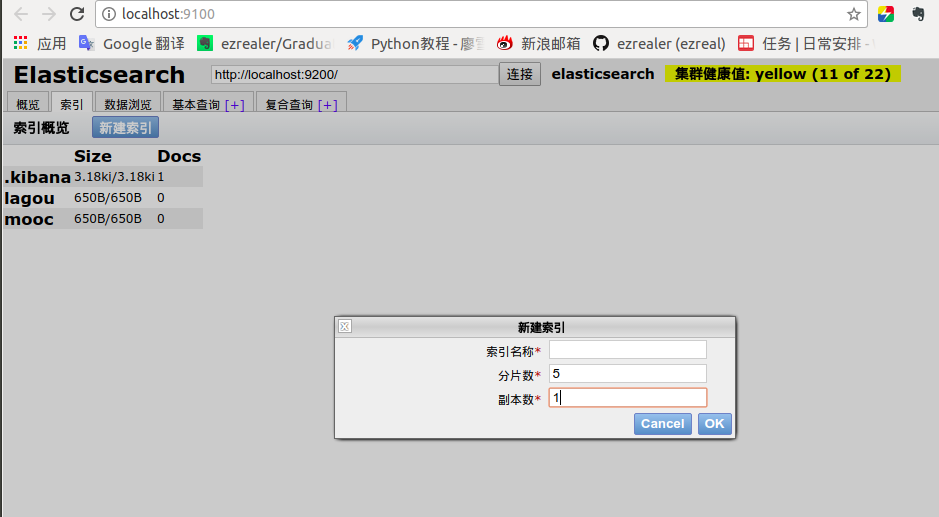 localhost:9100
应用 Google 翻译 ezrealer/Gradua Python教程 - 廖 新浪邮箱 ezrealer (ezreal) 任务 | 日常安排 -
Elasticsearch http://localhost:9200/ 连接 elasticsearch 集群健康值: yellow (11 of 22)
概览 索引 数据浏览 基本查询 [+] 复合查询 [+]
索引概览 新建索引
Size Docs
.kibana 3.18ki/3.18ki 1
lagou 650B/650B 0
mooc 650B/650B 0
新建索引
索引名称*
分片数* 5
副本数* 1
Cancel OK